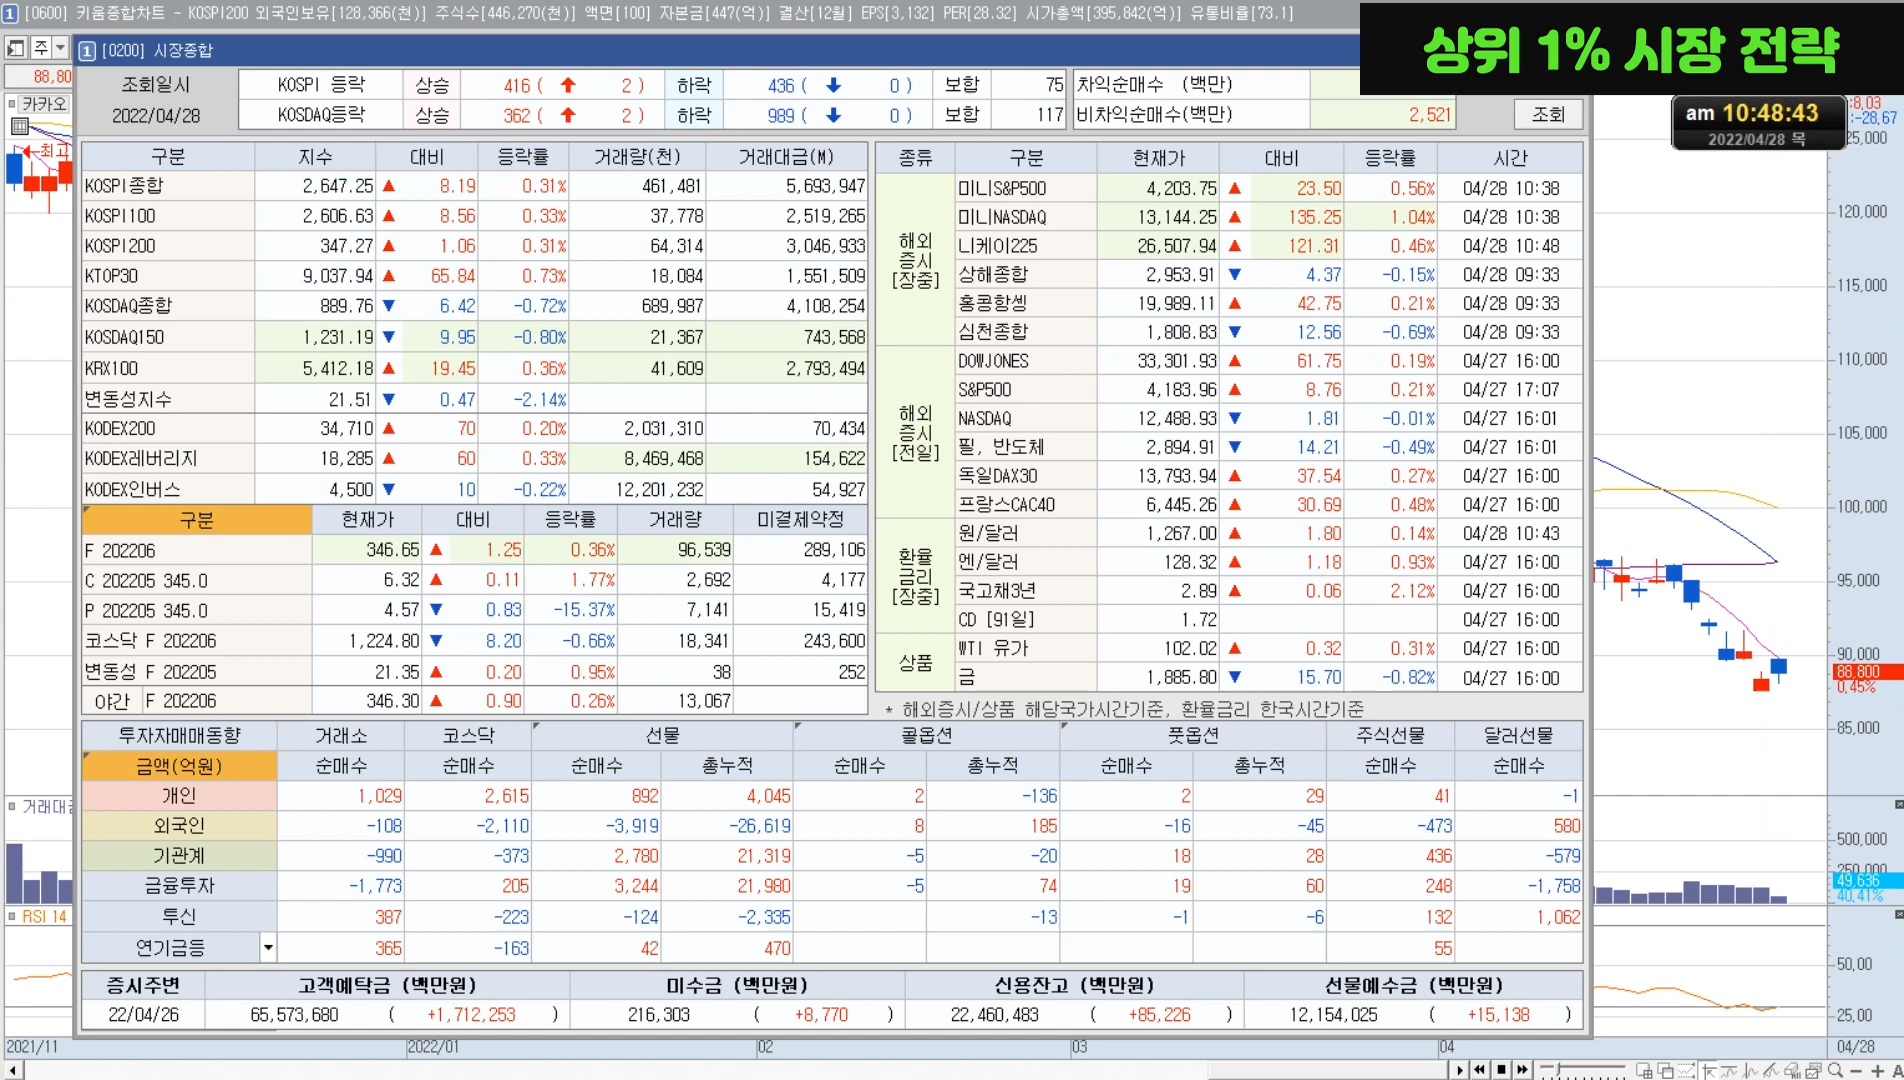 1 [0600] 키움종합차트 - KOSPI200 외국인보유[128,366(천)] 주식수[446,270(천)] 액면[100] 자본금[447(억)] 결산[12월] EPS[3,132] PER[28.32] 시가총액[395,842(억)] 유통비율[73.1]
상위 1% 시장 전략
주
1 [0200] 시장종합
88,80
조회일시 KOSPI 등락 상승 416 ( 2 ) 하락 436 ( 0 ) 보합 75 차익순매수 (백만)
2022/04/28 KOSDAQ등락 상승 362 ( 2 ) 하락 989 ( 0 ) 보합 117 비차익순매수(백만) 2,521 조회
am 10:48:43
2022/04/28 목
카카오
최고
구분 지수 대비 등락률 거래량(천) 거래대금(M)
KOSPI종합 2,647.25 ▲ 8.19 0.31% 461,481 5,693,947
KOSPI100 2,606.63 ▲ 8.56 0.33% 37,778 2,519,265
KOSPI200 347.27 ▲ 1.06 0.31% 64,314 3,046,933
KTOP30 9,037.94 ▲ 65.84 0.73% 18,084 1,551,509
KOSDAQ종합 889.76 ▼ 6.42 -0.72% 689,987 4,108,254
KOSDAQ150 1,231.19 ▼ 9.95 -0.80% 21,367 743,568
KRX100 5,412.18 ▲ 19.45 0.36% 41,609 2,793,494
변동성지수 21.51 ▼ 0.47 -2.14%
KODEX200 34,710 ▲ 70 0.20% 2,031,310 70,434
KODEX레버리지 18,285 ▲ 60 0.33% 8,469,468 154,622
KODEX인버스 4,500 ▼ 10 -0.22% 12,201,232 54,927
구분 현재가 대비 등락률 거래량 미결제약정
F 202206 346.65 ▲ 1.25 0.36% 96,539 289,106
C 202205 345.0 6.32 ▲ 0.11 1.77% 2,692 4,177
P 202205 345.0 4.57 ▼ 0.83 -15.37% 7,141 15,419
코스닥 F 202206 1,224.80 ▼ 8.20 -0.66% 18,341 243,600
변동성 F 202205 21.35 ▲ 0.20 0.95% 38 252
야간 F 202206 346.30 ▲ 0.90 0.26% 13,067
종류 구분 현재가 대비 등락률 시간
해외 증시 [장중]
미니S&P500 4,203.75 ▲ 23.50 0.56% 04/28 10:38
미니NASDAQ 13,144.25 ▲ 135.25 1.04% 04/28 10:38
니케이225 26,507.94 ▲ 121.31 0.46% 04/28 10:48
상해종합 2,953.91 ▼ 4.37 -0.15% 04/28 09:33
홍콩항셍 19,989.11 ▲ 42.75 0.21% 04/28 09:33
심천종합 1,808.83 ▼ 12.56 -0.69% 04/28 09:33
해외 증시 [전일]
DOWJONES 33,301.93 ▲ 61.75 0.19% 04/27 16:00
S&P500 4,183.96 ▲ 8.76 0.21% 04/27 17:07
NASDAQ 12,488.93 ▼ 1.81 -0.01% 04/27 16:01
필, 반도체 2,894.91 ▼ 14.21 -0.49% 04/27 16:01
독일DAX30 13,793.94 ▲ 37.54 0.27% 04/27 16:00
프랑스CAC40 6,445.26 ▲ 30.69 0.48% 04/27 16:00
환율 금리 [장중]
원/달러 1,267.00 ▲ 1.80 0.14% 04/28 10:43
엔/달러 128.32 ▲ 1.18 0.93% 04/27 16:00
국고채3년 2.89 ▲ 0.06 2.12% 04/27 16:00
CD [91일] 1.72 04/27 16:00
상품
WTI 유가 102.02 ▲ 0.32 0.31% 04/27 16:00
금 1,885.80 ▼ 15.70 -0.82% 04/27 16:00
* 해외증시/상품 해당국가시간기준, 환율금리 한국시간기준
투자자매매동향 거래소 코스닥 선물 콜옵션 풋옵션 주식선물 달러선물
금액(억원) 순매수 순매수 순매수 총누적 순매수 총누적 순매수 총누적 순매수 순매수
개인 1,029 2,615 892 4,045 2 -136 2 29 41 -1
외국인 -108 -2,110 -3,919 -26,619 8 185 -16 -45 -473 580
기관계 -990 -373 2,780 21,319 -5 -20 18 28 436 -579
금융투자 -1,773 205 3,244 21,980 -5 74 19 60 248 -1,758
투신 387 -223 -124 -2,335 -13 -1 -6 132 1,062
연기금등 365 -163 42 470 55
증시주변 고객예탁금 (백만원) 미수금 (백만원) 신용잔고 (백만원) 선물예수금 (백만원)
22/04/26 65,573,680 ( +1,712,253 ) 216,303 ( +8,770 ) 22,460,483 ( +85,226 ) 12,154,025 ( +15,138 )
:8,03
:-28,67
25,000
120,000
115,000
110,000
105,000
100,000
95,000
90,000
88,800
0,45%
85,000
거래대금
500,000
250,000
49,636
40,41%
RSI 14
50,00
25,00
2021/11 2022/01 02 03 04 04/28